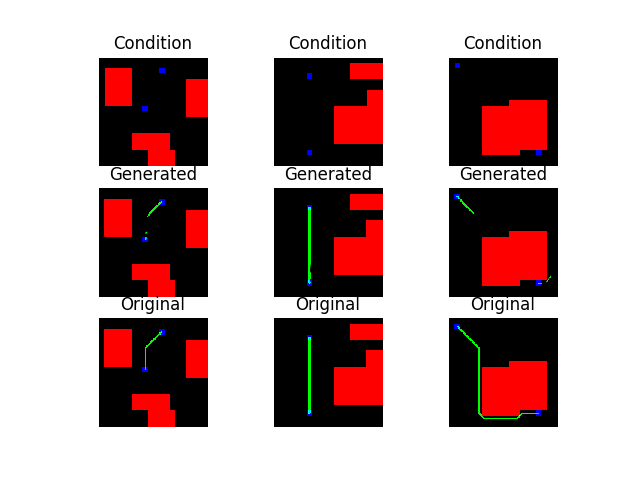 Condition Condition Condition
Generated Generated Generated
Original Original Original